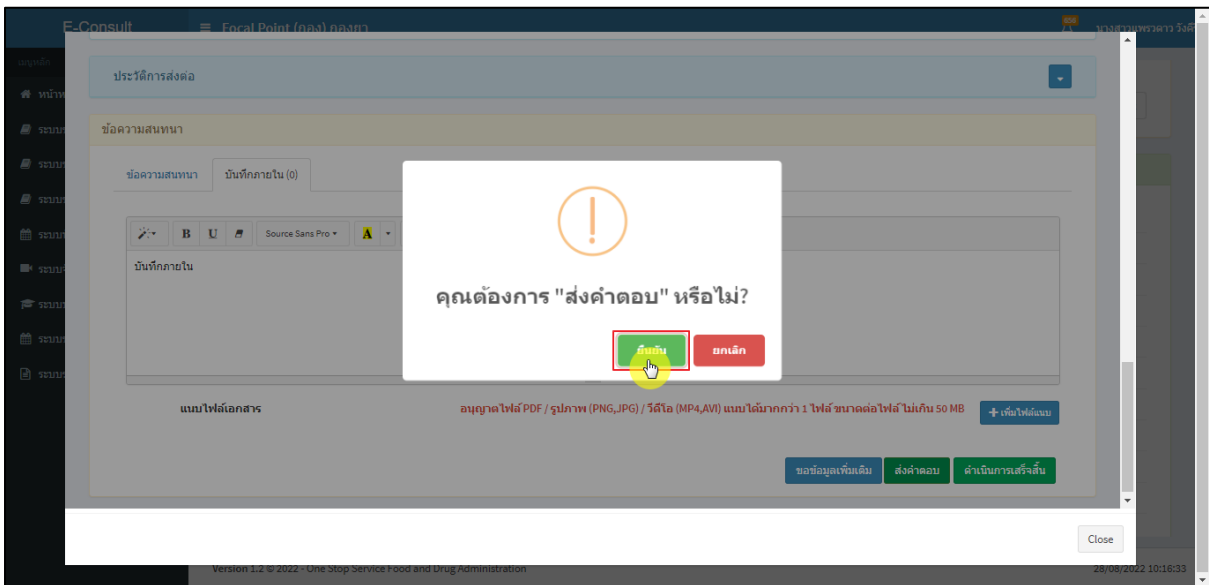 E-Consult
Focal Point (กอง) กองยา
858
เมนูหลัก
ประวัติการส่งต่อ
ข้อความสนทนา
ข้อความสนทนา
บันทึกภายใน (0)
B U Source Sans Pro A
บันทึกภายใน
คุณต้องการ "ส่งคำตอบ" หรือไม่?
ยืนยัน
ยกเลิก
แนบไฟล์เอกสาร
อนุญาตไฟล์ PDF / รูปภาพ (PNG,JPG) / วีดีโอ (MP4,AVI) แนบได้มากกว่า 1 ไฟล์ ขนาดต่อไฟล์ ไม่เกิน 50 MB
เพิ่มไฟล์แนบ
ขอข้อมูลเพิ่มเติม
ส่งคำตอบ
ดำเนินการเสร็จสิ้น
Close
Version 1.2 © 2022 - One Stop Service Food and Drug Administration
28/08/2022 10:16:33